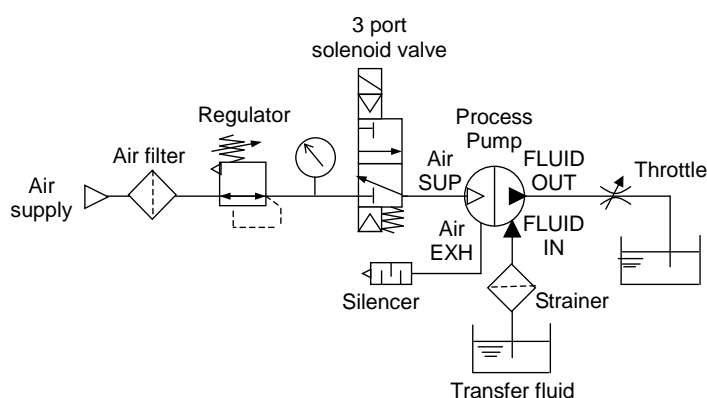 3 port
solenoid valve
Regulator
Process
Pump
Air filter
Air
SUP
FLUID
OUT
Throttle
Air
supply
Air
EXH
FLUID
IN
Silencer
Strainer
Transfer fluid